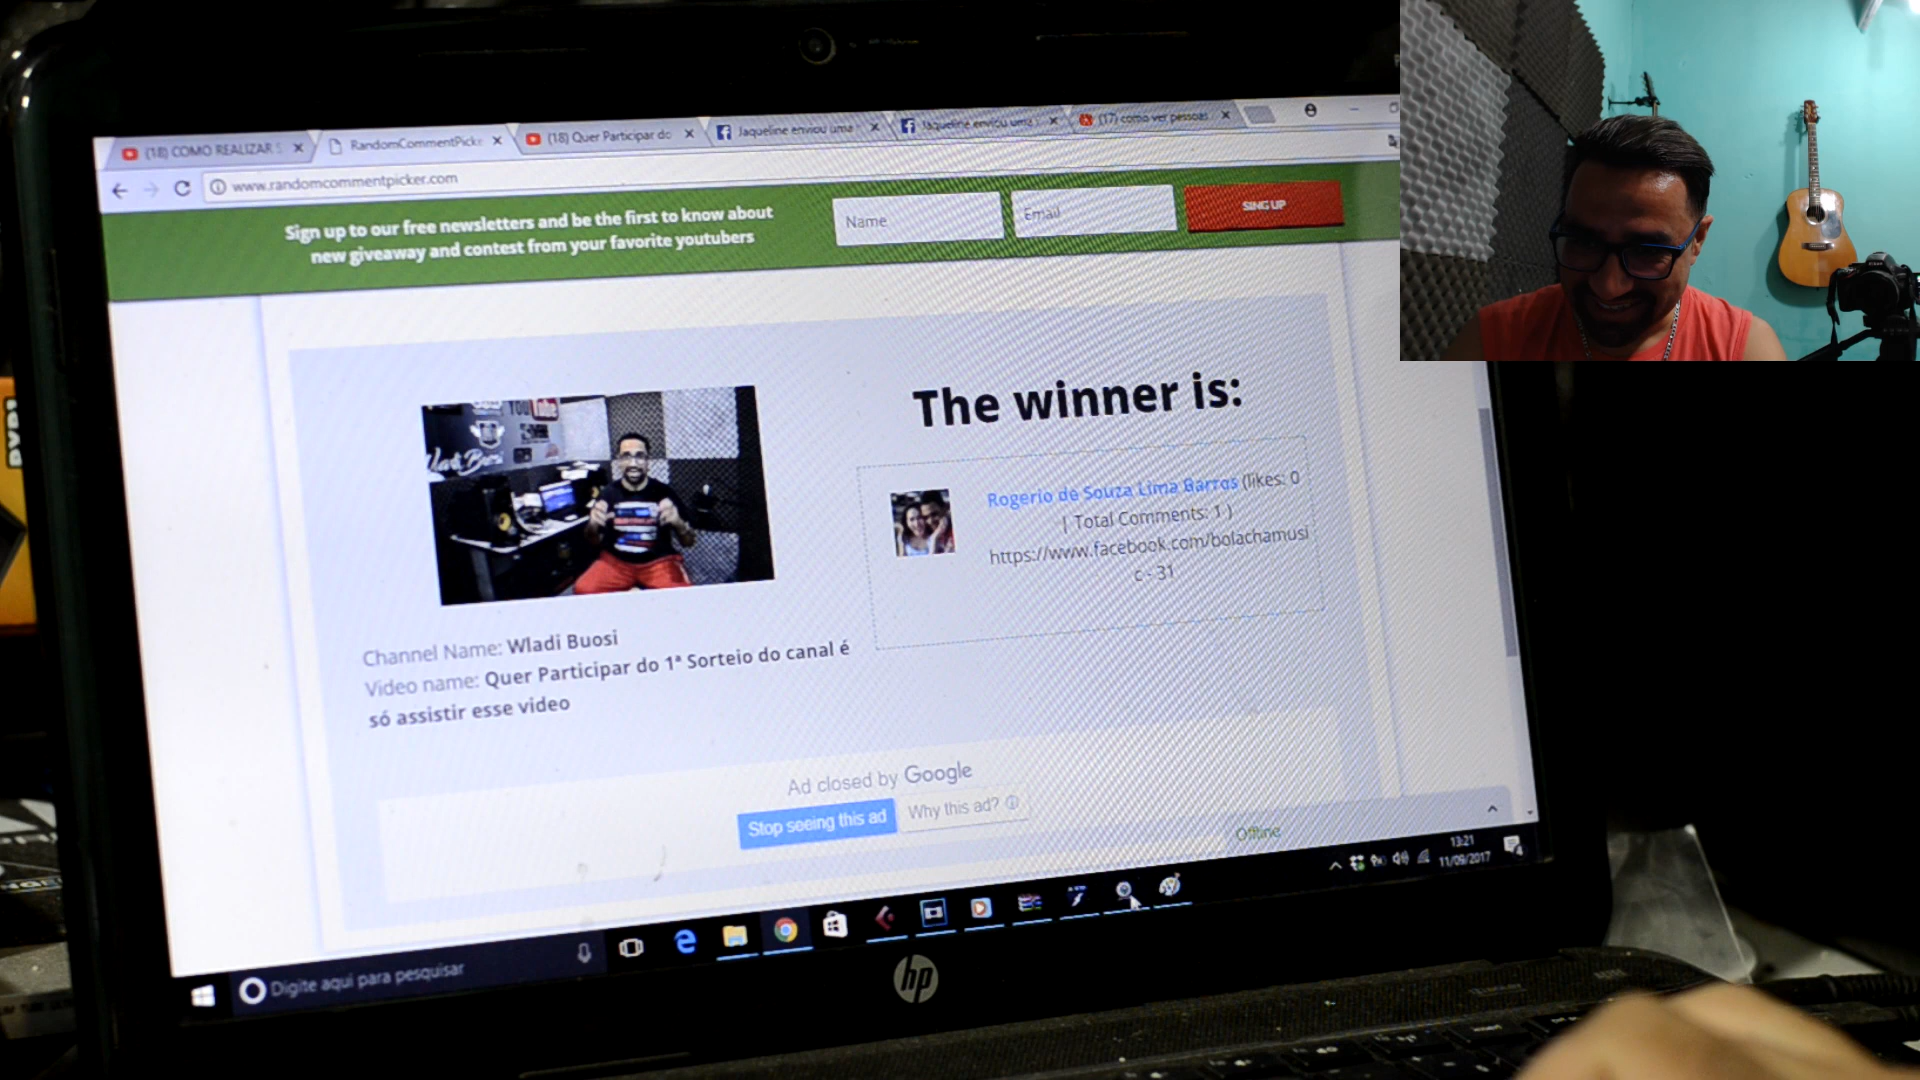 (18) COMO REALIZAR S
RandomCommentPicke
(18) Quer Participar do
Jaqueline enviou uma
Jaqueline enviou uma
(17) como ver pessoas
www.randomcommentpicker.com
Sign up to our free newsletters and be the first to know about
new giveaway and contest from your favorite youtubers
Name
Email
SING UP
YOUTube
Wladi Buosi
The winner is:
Rogerio de Souza Lima Barros (likes: 0
| Total Comments: 1 )
https://www.facebook.com/bolachamusi
c - 31
Channel Name: Wladi Buosi
Video name: Quer Participar do 1ª Sorteio do canal é
só assistir esse video
Ad closed by Google
Stop seeing this ad
Why this ad?
Offline
13:21
11/09/2017
Digite aqui para pesquisar
hp